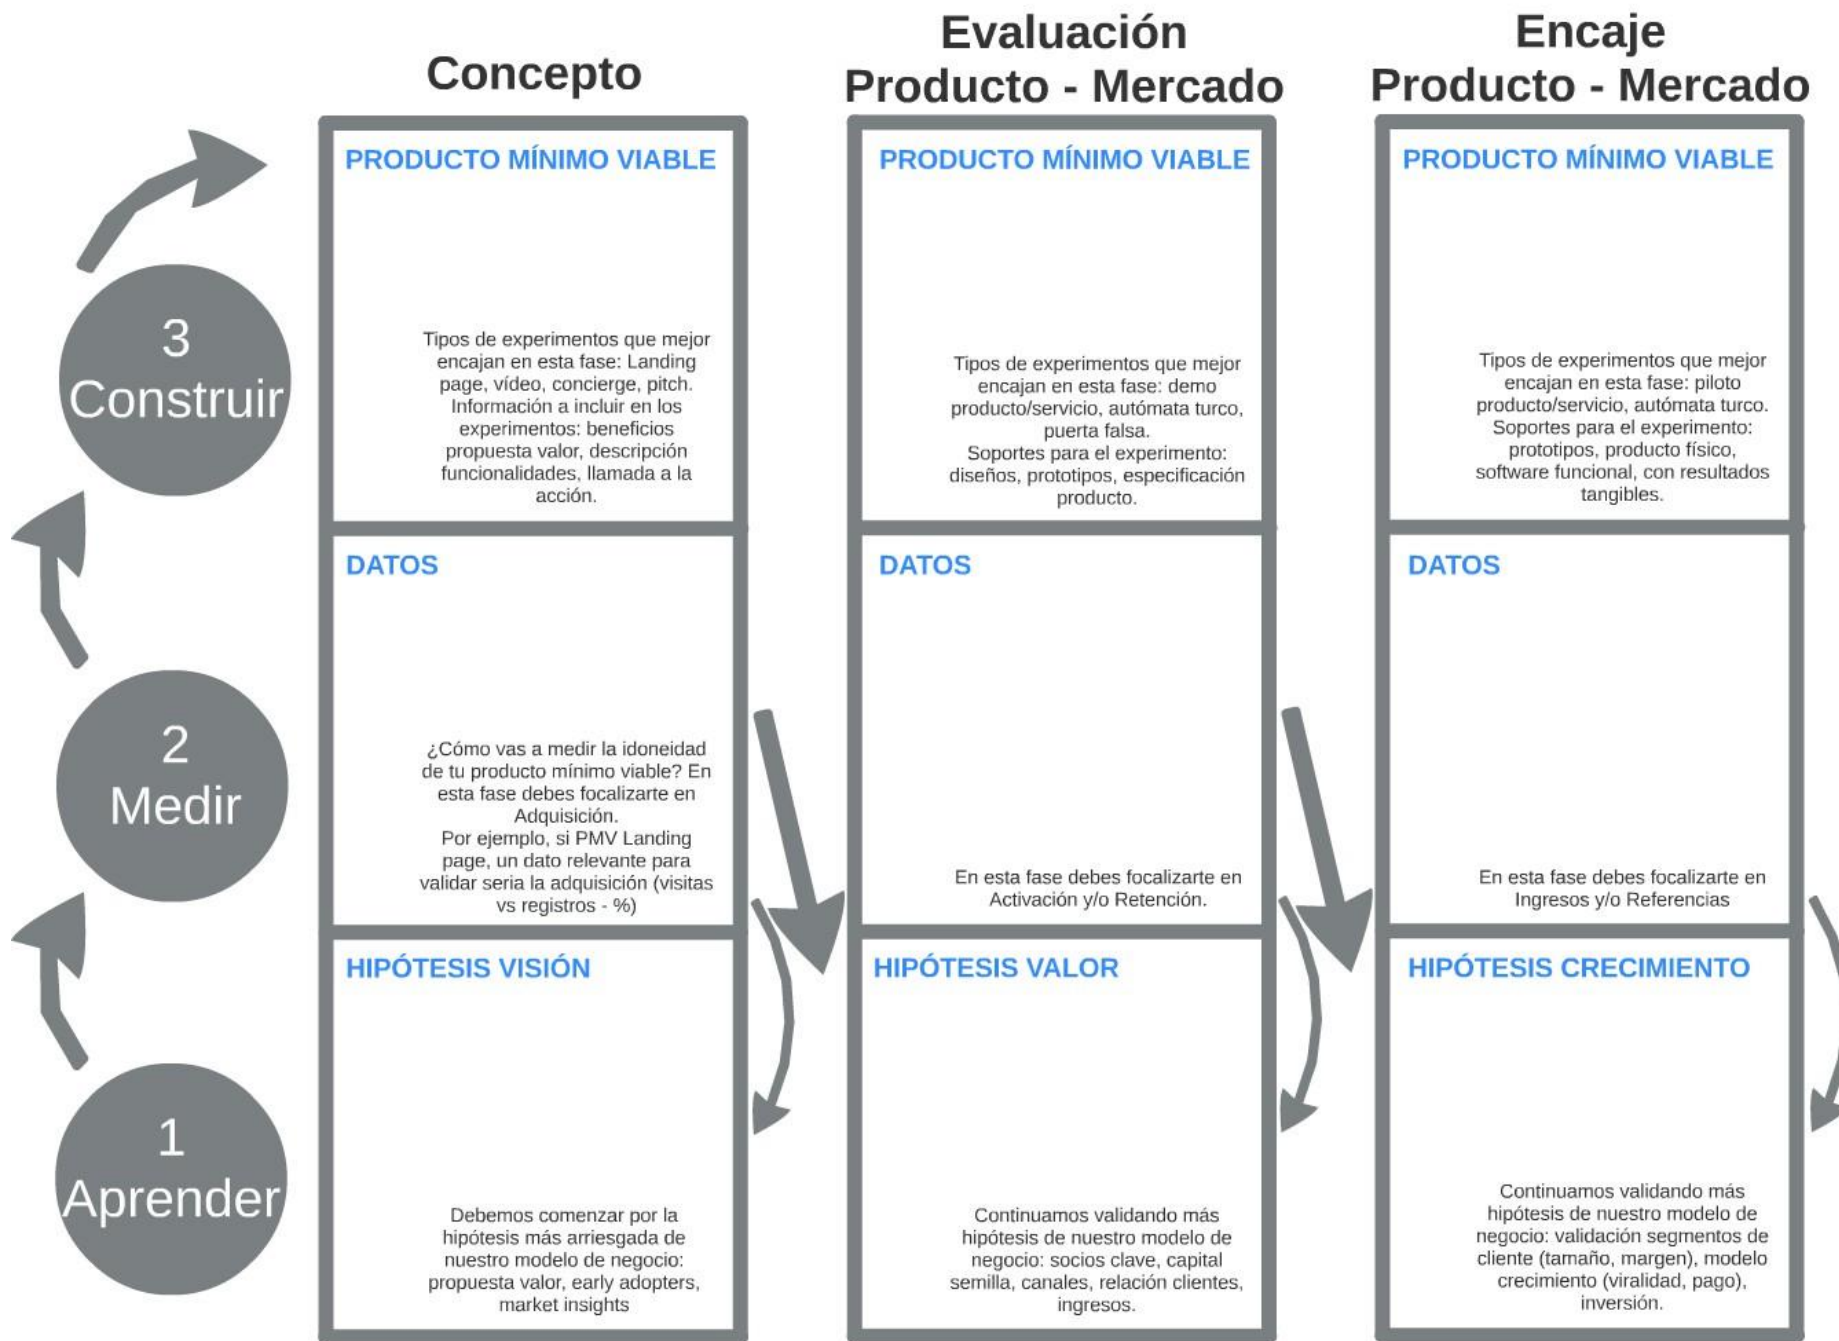 Concepto
Evaluación
Producto - Mercado
Encaje
Producto - Mercado
3
Construir
PRODUCTO MÍNIMO VIABLE
Tipos de experimentos que mejor
encajan en esta fase: Landing
page, vídeo, concierge, pitch.
Información a incluir en los
experimentos: beneficios
propuesta valor, descripción
funcionalidades, llamada a la
acción.
PRODUCTO MÍNIMO VIABLE
Tipos de experimentos que mejor
encajan en esta fase: demo
producto/servicio, autómata turco,
puerta falsa.
Soportes para el experimento:
diseños, prototipos, especificación
producto.
PRODUCTO MÍNIMO VIABLE
Tipos de experimentos que mejor
encajan en esta fase: piloto
producto/servicio, autómata turco.
Soportes para el experimento:
prototipos, producto físico,
software funcional, con resultados
tangibles.
2
Medir
DATOS
¿Cómo vas a medir la idoneidad
de tu producto mínimo viable? En
esta fase debes focalizarte en
Adquisición.
Por ejemplo, si PMV Landing
page, un dato relevante para
validar seria la adquisición (visitas
vs registros - %)
DATOS
En esta fase debes focalizarte en
Activación y/o Retención.
DATOS
En esta fase debes focalizarte en
Ingresos y/o Referencias
1
Aprender
HIPÓTESIS VISIÓN
Debemos comenzar por la
hipótesis más arriesgada de
nuestro modelo de negocio:
propuesta valor, early adopters,
market insights
HIPÓTESIS VALOR
Continuamos validando más
hipótesis de nuestro modelo de
negocio: socios clave, capital
semilla, canales, relación clientes,
ingresos.
HIPÓTESIS CRECIMIENTO
Continuamos validando más
hipótesis de nuestro modelo de
negocio: validación segmentos de
cliente (tamaño, margen), modelo
crecimiento (viralidad, pago),
inversión.